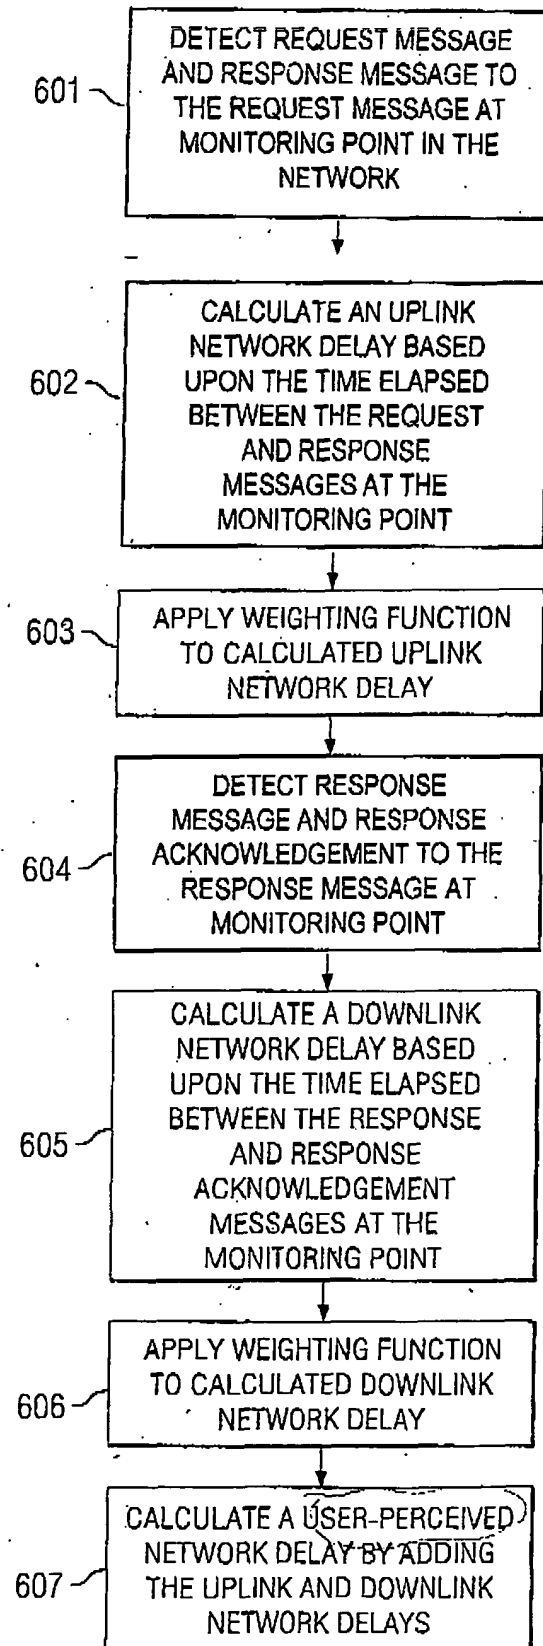 601
DETECT REQUEST MESSAGE
AND RESPONSE MESSAGE TO
THE REQUEST MESSAGE AT
MONITORING POINT IN THE
NETWORK
602
CALCULATE AN UPLINK
NETWORK DELAY BASED
UPON THE TIME ELAPSED
BETWEEN THE REQUEST
AND RESPONSE
MESSAGES AT THE
MONITORING POINT
603
APPLY WEIGHTING FUNCTION
TO CALCULATED UPLINK
NETWORK DELAY
604
DETECT RESPONSE
MESSAGE AND RESPONSE
ACKNOWLEDGEMENT TO THE
RESPONSE MESSAGE AT
MONITORING POINT
605
CALCULATE A DOWNLINK
NETWORK DELAY BASED
UPON THE TIME ELAPSED
BETWEEN THE RESPONSE
AND RESPONSE
ACKNOWLEDGEMENT
MESSAGES AT THE
MONITORING POINT
606
APPLY WEIGHTING FUNCTION
TO CALCULATED DOWNLINK
NETWORK DELAY
607
CALCULATE A USER-PERCEIVED
NETWORK DELAY BY ADDING
THE UPLINK AND DOWNLINK
NETWORK DELAYS